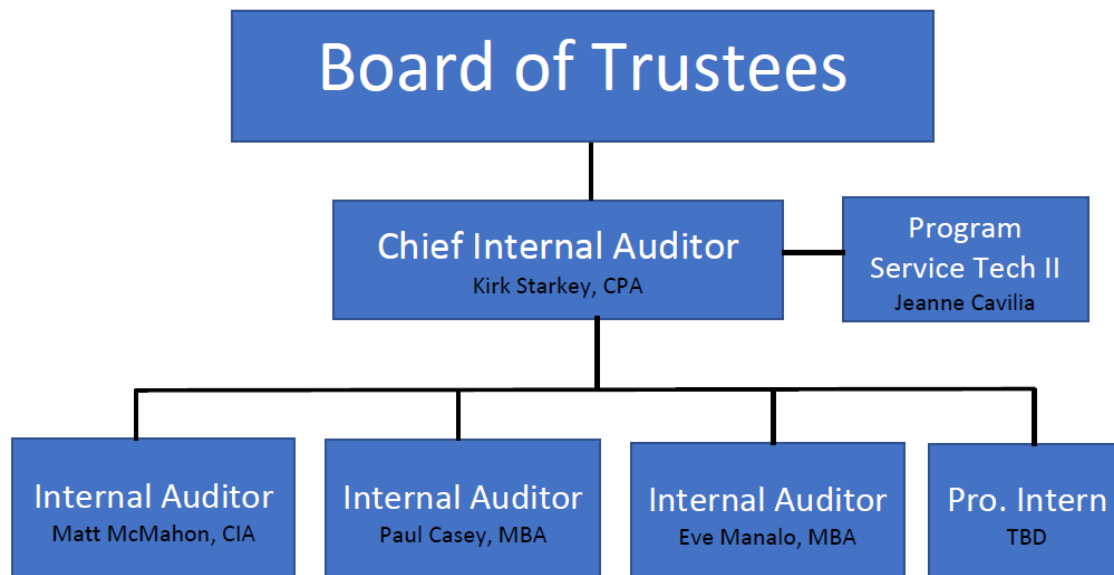 Board of Trustees
Chief Internal Auditor
Kirk Starkey, CPA
Program
Service Tech II
Jeanne Cavilia
Internal Auditor
Matt McMahon, CIA
Internal Auditor
Paul Casey, MBA
Internal Auditor
Eve Manalo, MBA
Pro. Intern
TBD